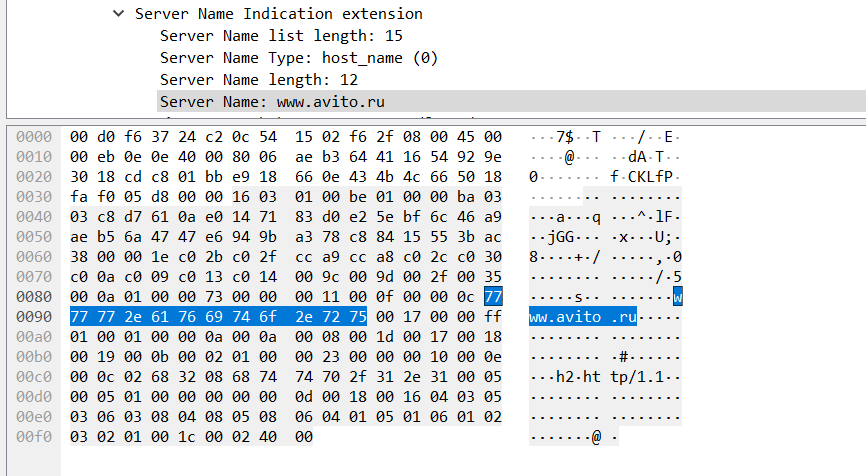 Server Name Indication extension
Server Name list length: 15
Server Name Type: host_name (0)
Server Name length: 12
Server Name: www.avito.ru
0000 00 d0 f6 37 24 c2 0c 54 15 02 f6 2f 08 00 45 00 ···7$··T ···/··E·
0010 00 eb 0e 0e 40 00 80 06 ae b3 64 41 16 54 92 9e ····@··· ··dA·T··
0020 30 18 cd c8 01 bb e9 18 66 0e 43 4b 4c 66 50 18 0······· f·CKLfP·
0030 fa f0 05 d8 00 00 16 03 01 00 be 01 00 00 ba 03 ········ ········
0040 03 c8 d7 61 0a e0 14 71 83 d0 e2 5e bf 6c 46 a9 ···a···q ···^·lF·
0050 ae b5 6a 47 47 e6 94 9b a3 78 c8 84 15 55 3b ac ··jGG··· ·x···U;·
0060 38 00 00 1e c0 2b c0 2f cc a9 cc a8 c0 2c c0 30 8····+·/ ·····,·0
0070 c0 0a c0 09 c0 13 c0 14 00 9c 00 9d 00 2f 00 35 ········ ·····/·5
0080 00 0a 01 00 00 73 00 00 00 11 00 0f 00 00 0c 77 ·····s·· ·······w
0090 77 77 2e 61 76 69 74 6f 2e 72 75 00 17 00 00 ff ww.avito .ru·····
00a0 01 00 01 00 00 0a 00 0a 00 08 00 1d 00 17 00 18 ········ ········
00b0 00 19 00 0b 00 02 01 00 00 23 00 00 00 10 00 0e ········ ·#······
00c0 00 0c 02 68 32 08 68 74 74 70 2f 31 2e 31 00 05 ···h2·ht tp/1.1··
00d0 00 05 01 00 00 00 00 00 0d 00 18 00 16 04 03 05 ········ ········
00e0 03 06 03 08 04 08 05 08 06 04 01 05 01 06 01 02 ········ ········
00f0 03 02 01 00 1c 00 02 40 00 ·······@ ·